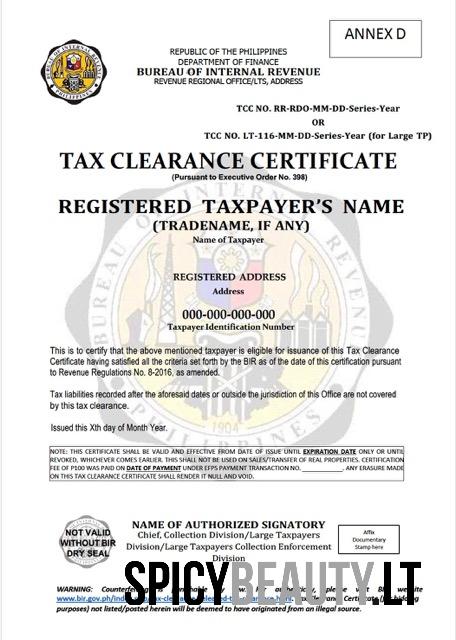 ANNEX D
REPUBLIC OF THE PHILIPPINES
DEPARTMENT OF FINANCE
BUREAU OF INTERNAL REVENUE
REVENUE REGIONAL OFFICE/LTS, ADDRESS
TCC NO. RR-RDO-MM-DD-Series-Year
OR
TCC NO. LT-116-MM-DD-Series-Year (for Large TP)
TAX CLEARANCE CERTIFICATE
(Pursuant to Executive Order No. 398)
REGISTERED TAXPAYER'S NAME
(TRADENAME, IF ANY)
Name of Taxpayer
REGISTERED ADDRESS
Address
000-000-000-000
Taxpayer Identification Number
This is to certify that the above mentioned taxpayer is eligible for issuance of this Tax Clearance
Certificate having satisfied all the criteria set forth by the BIR as of the date of this certification pursuant
to Revenue Regulations No. 8-2016, as amended.
Tax liabilities recorded after the aforesaid dates or outside the jurisdiction of this Office are not covered
by this tax clearance.
Issued this Xth day of Month Year.
BUREAU OF INTERNAL REVENUE
PHILIPPINES
1904
NOTE: THIS CERTIFICATE SHALL BE VALID AND EFFECTIVE FROM DATE OF ISSUE UNTIL EXPIRATION DATE ONLY OR UNTIL
REVOKED, WHICHEVER COMES EARLIER. THIS SHALL NOT BE USED ON SALES/TRANSFER OF REAL PROPERTIES. CERTIFICATION
FEE OF P100 WAS PAID ON DATE OF PAYMENT UNDER EFPS PAYMENT TRANSACTION NO. ____________. ANY ERASURE MADE
ON THIS TAX CLEARANCE CERTIFICATE SHALL RENDER IT NULL AND VOID.
NOT VALID
WITHOUT BIR
DRY SEAL
NAME OF AUTHORIZED SIGNATORY
Chief, Collection Division/Large Taxpayers
Division/Large Taxpayers Collection Enforcement
Division
Affix
Documentary
Stamp here
SPICYBEAUTY.LT
WARNING: website
www.bir.gov.ph/
purposes) not listed/posted herein will be deemed to have originated from an illegal source.